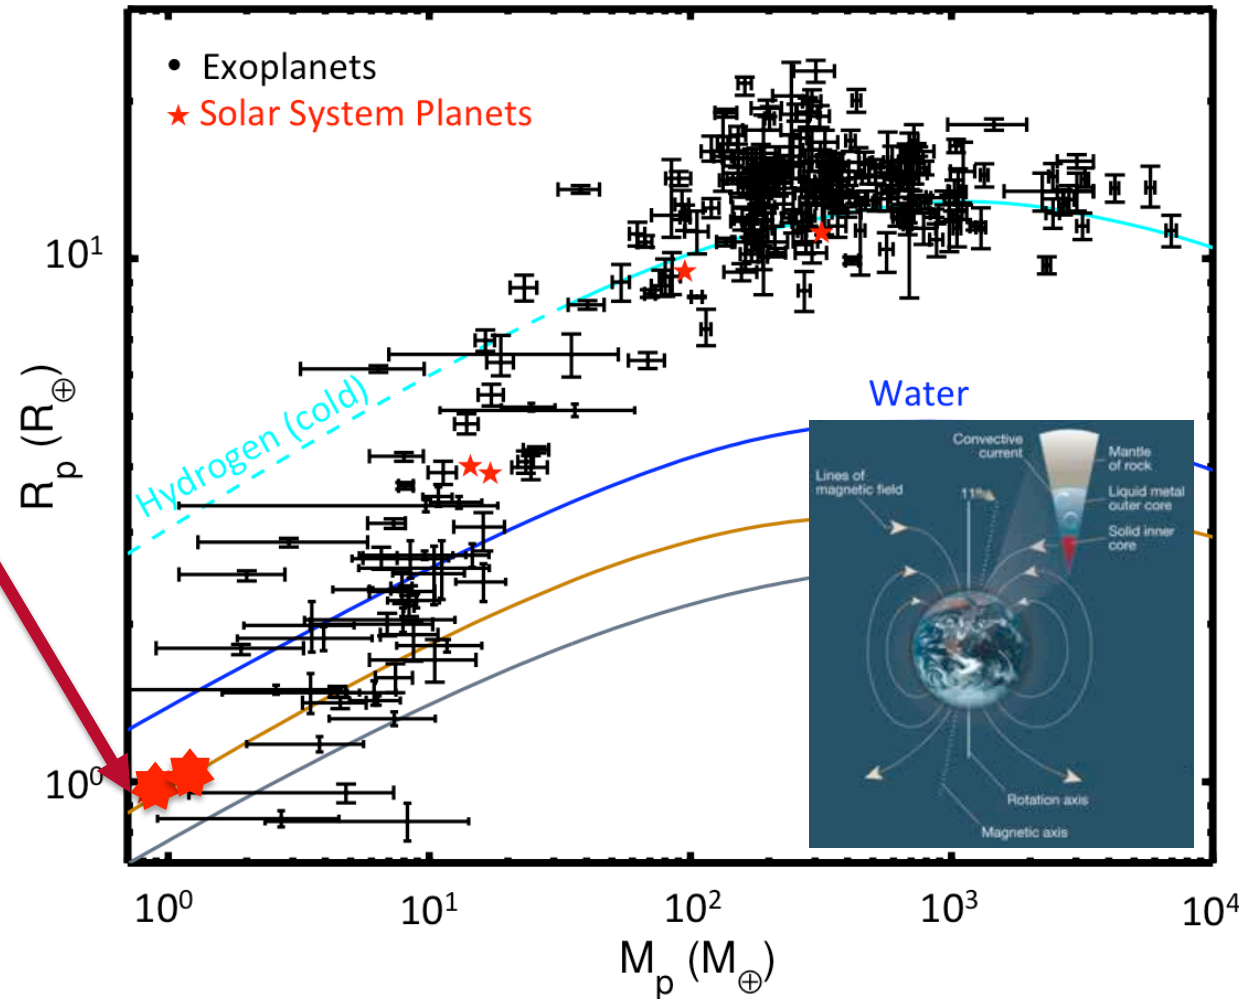 Exoplanets
Solar System Planets
10¹
10⁰
R_p (R_⊕)
Hydrogen (cold)
Water
Convective
current
Mantle
of rock
Lines of
magnetic field
Liquid metal
outer core
Solid inner
core
Rotation axis
Magnetic axis
10⁰
10¹
10²
10³
10⁴
M_p (M_⊕)